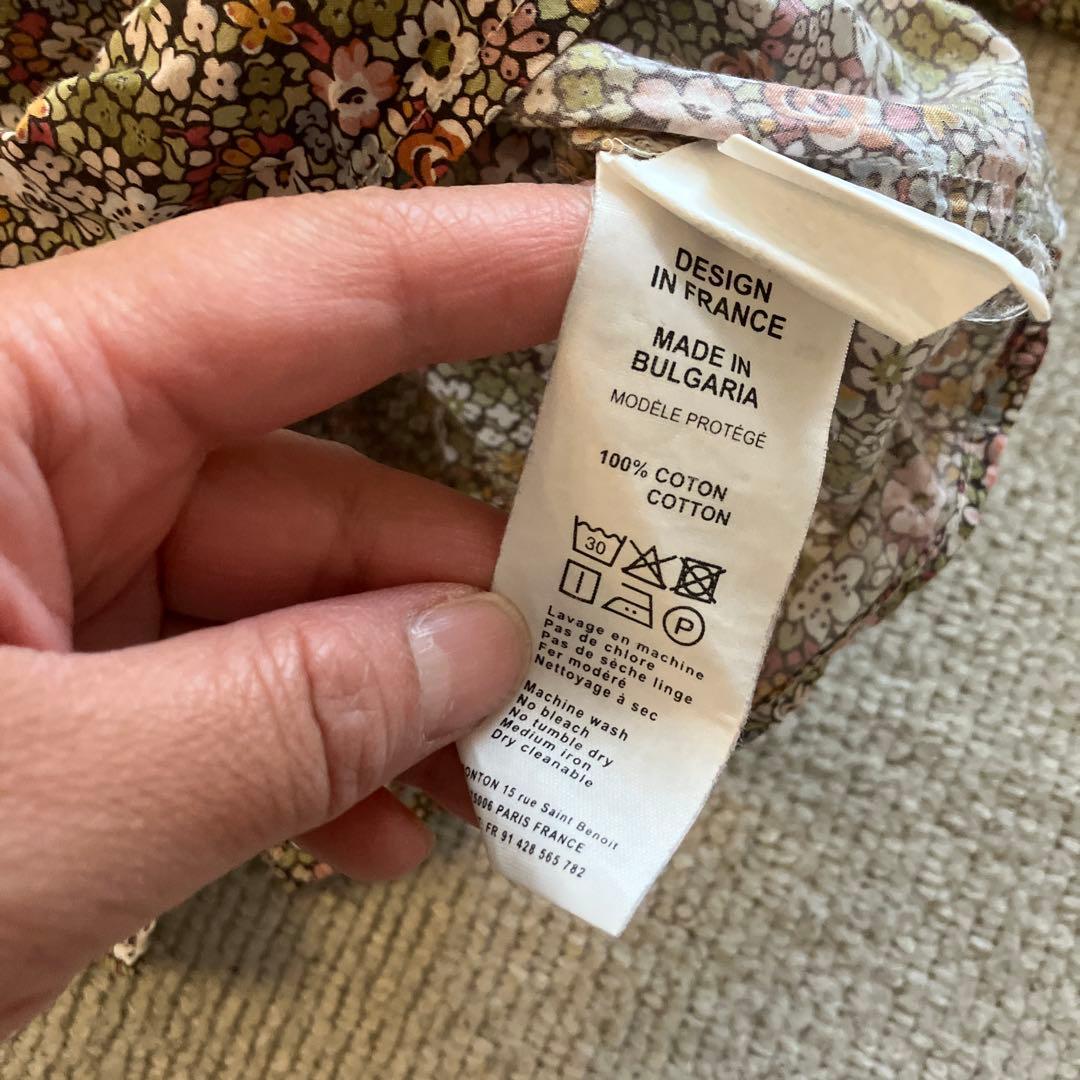 DESIGN
IN FRANCE
MADE IN
BULGARIA
MODÈLE PROTÉGÉ
100% COTON
COTTON
30
P
Lavage en machine
Pas de chlore
Pas de sèche linge
Fer modéré
Nettoyage à sec
Machine wash
No bleach
No tumble dry
Medium iron
Dry cleanable
ONTON 15 rue Saint Benoit
5006 PARIS FRANCE
FR 91 428 565 782